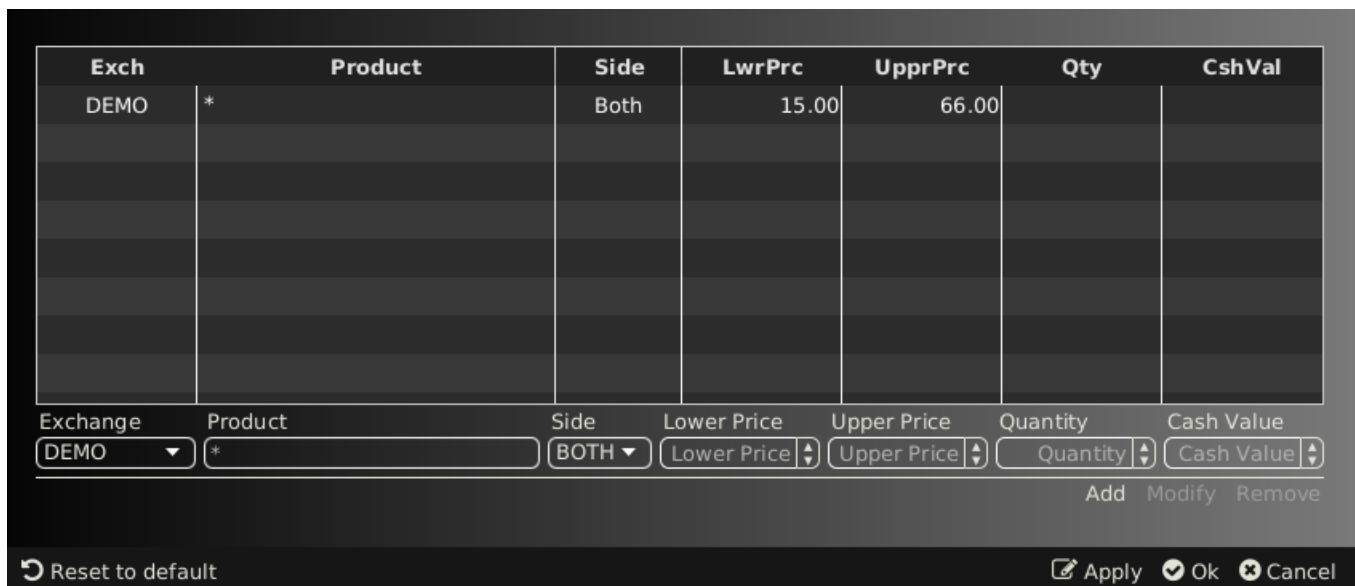 Exch Product Side LwrPrc UpprPrc Qty CshVal
DEMO * Both 15.00 66.00
Exchange Product Side Lower Price Upper Price Quantity Cash Value
DEMO * BOTH Lower Price Upper Price Quantity Cash Value
Add Modify Remove
Reset to default Apply Ok Cancel